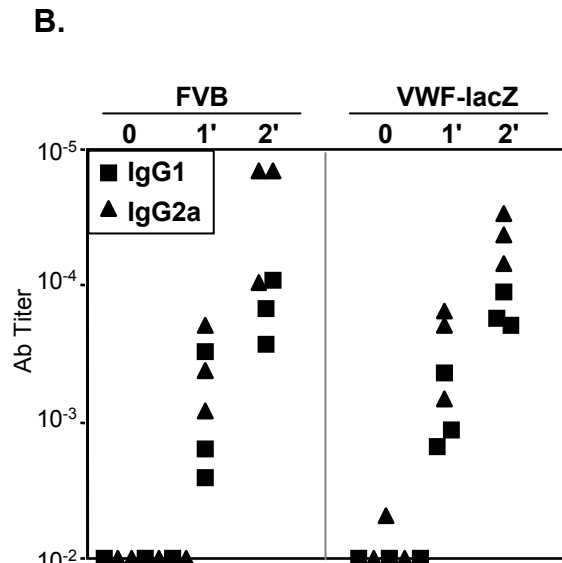 B.
FVB VWF-lacZ
0 1' 2' 0 1' 2'
10-5
IgG1
IgG2a
10-4
Ab Titer
10-3
10-2